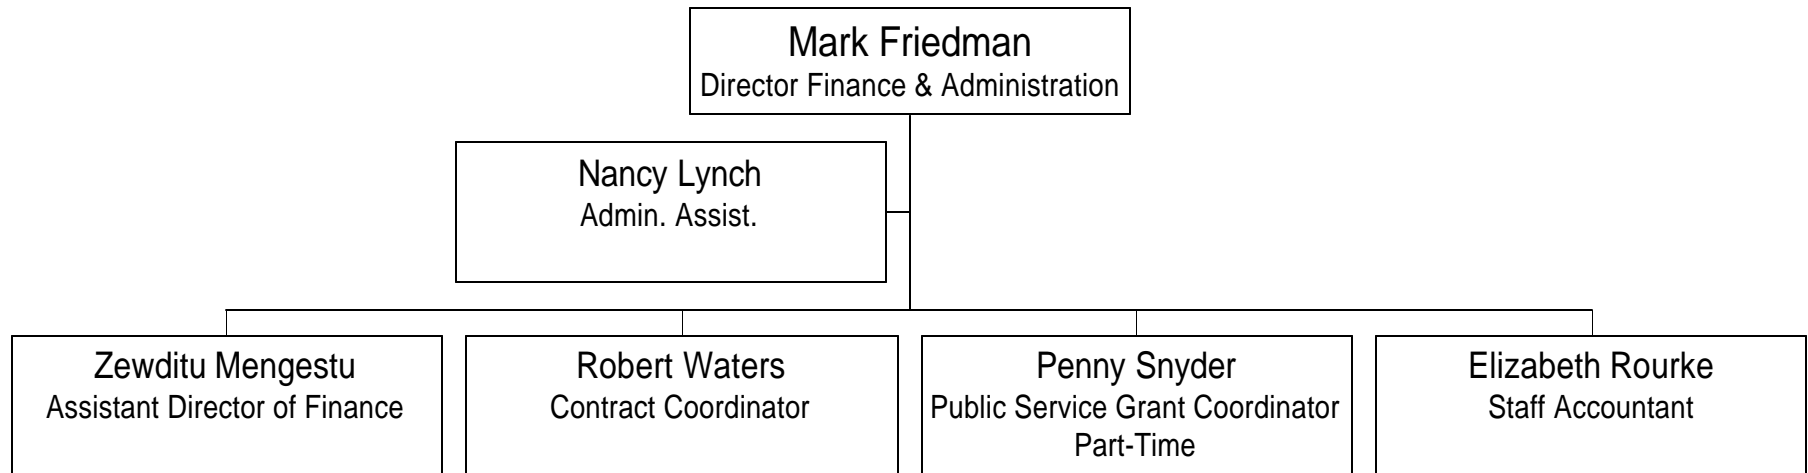 Mark Friedman
Director Finance & Administration
Nancy Lynch
Admin. Assist.
Zewditu Mengestu
Assistant Director of Finance
Robert Waters
Contract Coordinator
Penny Snyder
Public Service Grant Coordinator
Part-Time
Elizabeth Rourke
Staff Accountant